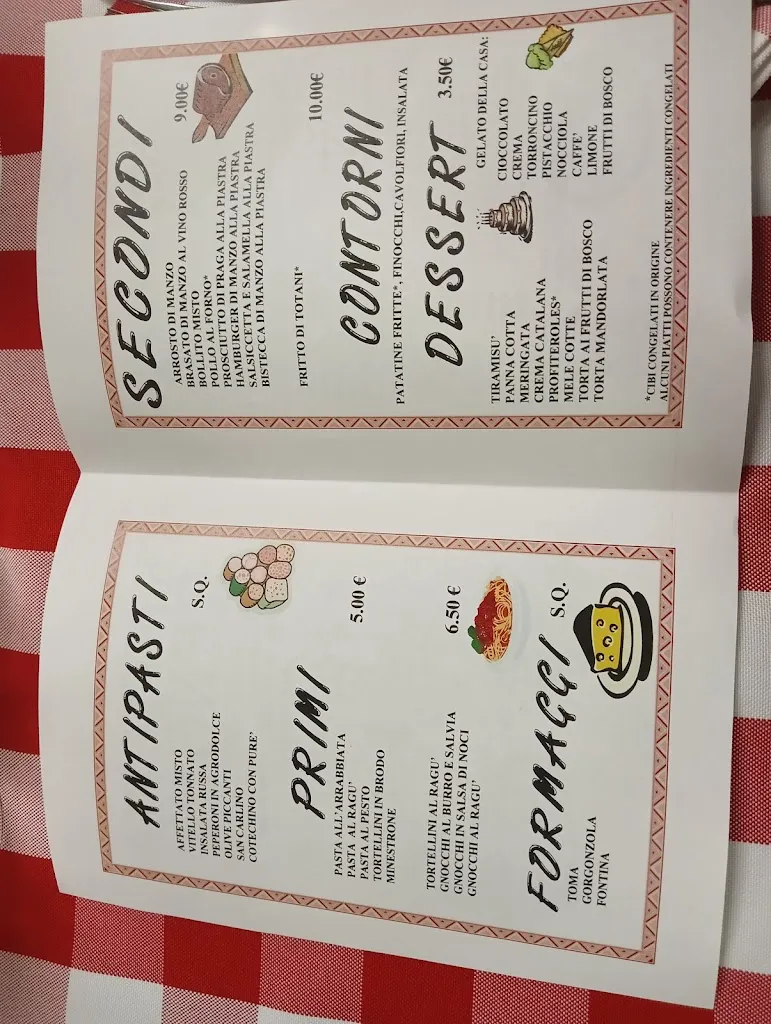 ANTIPASTI
S.Q.
AFFETTATO MISTO
VITELLO TONNATO
INSALATA RUSSA
PEPERONI IN AGRODOLCE
OLIVE PICCANTI
SAN CARLINO
COTECHINO CON PURE'
PRIMI
5.00 €
PASTA ALL'ARRABBIATA
PASTA AL RAGU'
PASTA AL PESTO
TORTELLINI IN BRODO
MINESTRONE
6.50 €
TORTELLINI AL RAGU'
GNOCCHI AL BURRO E SALVIA
GNOCCHI IN SALSA DI NOCI
GNOCCHI AL RAGU'
FORMAGGI
S.Q.
TOMA
GORGONZOLA
FONTINA
SECONDI
9.00€
ARROSTO DI MANZO
BRASATO DI MANZO AL VINO ROSSO
BOLLITO MISTO
POLLO AL FORNO*
PROSCIUTTO DI PRAGA ALLA PIASTRA
HAMBURGER DI MANZO ALLA PIASTRA
SALSICCETTA E SALAMELLA ALLA PIASTRA
BISTECCA DI MANZO ALLA PIASTRA
10.00€
FRITTO DI TOTANI*
CONTORNI
PATATINE FRITTE*, FINOCCHI,CAVOLFIORI, INSALATA
DESSERT 3.50€
TIRAMISU'
PANNA COTTA
MERINGATA
CREMA CATALANA
PROFITEROLES*
MELE COTTE
TORTA AI FRUTTI DI BOSCO
TORTA MANDORLATA
GELATO DELLA CASA:
CIOCCOLATO
CREMA
TORRONCINO
PISTACCHIO
NOCCIOLA
CAFFE'
LIMONE
FRUTTI DI BOSCO
*CIBI CONGELATI IN ORIGINE
ALCUNI PIATTI POSSONO CONTENERE INGREDIENTI CONGELATI